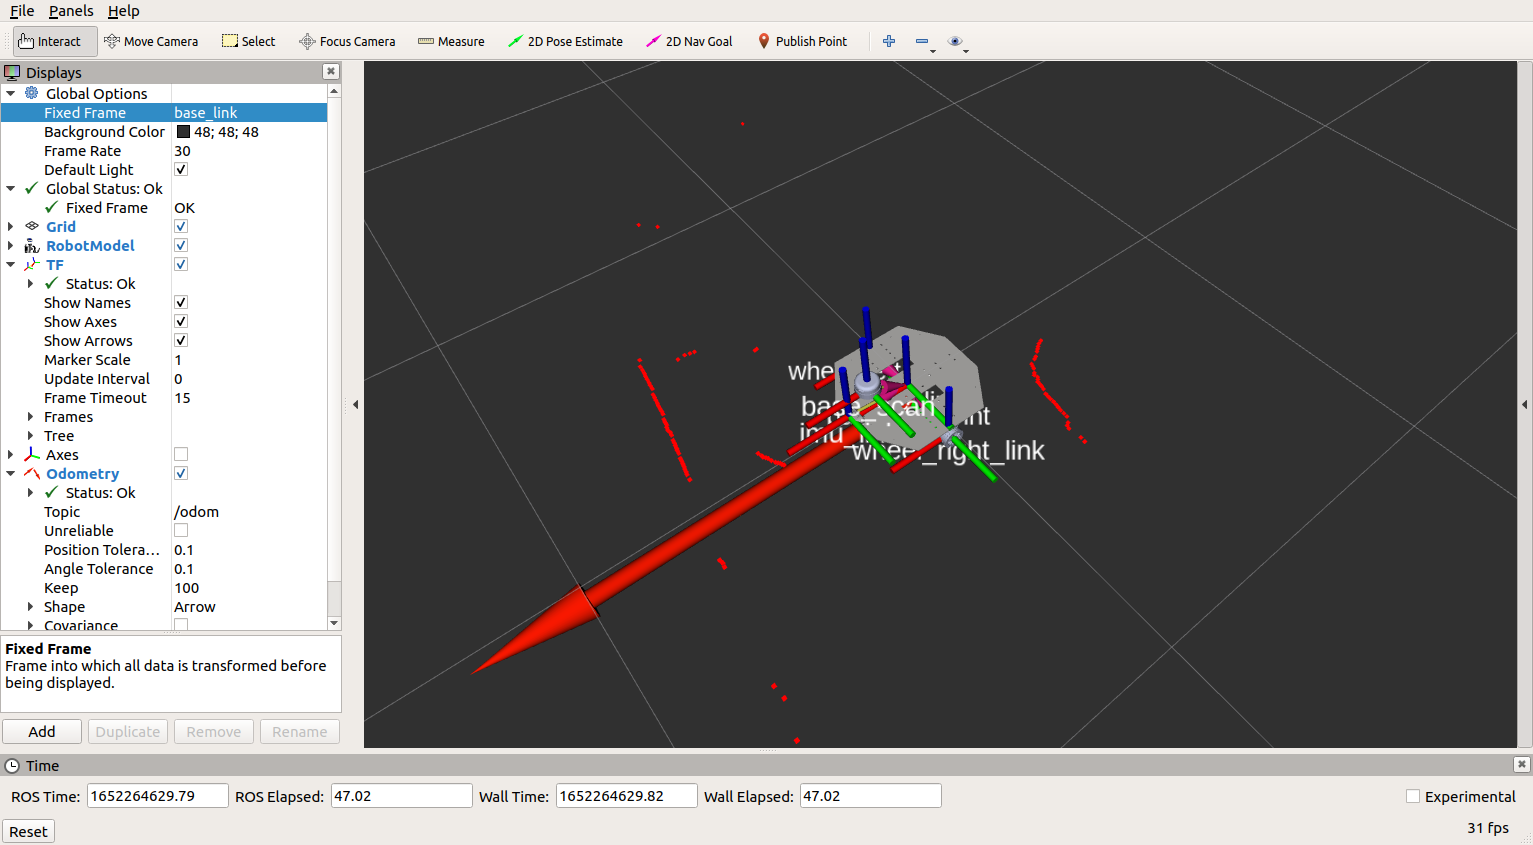 File Panels Help
Interact Move Camera Select Focus Camera Measure 2D Pose Estimate 2D Nav Goal Publish Point
Displays
Global Options
Fixed Frame base_link
Background Color 48; 48; 48
Frame Rate 30
Default Light
Global Status: Ok
Fixed Frame OK
Grid
RobotModel
TF
Status: Ok
Show Names
Show Axes
Show Arrows
Marker Scale 1
Update Interval 0
Frame Timeout 15
Frames
Tree
Axes
Odometry
Status: Ok
Topic /odom
Unreliable
Position Tolera…
0.1
Angle Tolerance 0.1
Keep 100
Shape Arrow
Covariance
Fixed Frame
Frame into which all data is transformed before
being displayed.
Add Duplicate Remove Rename
base_scan
wheel_right_link
Time
ROS Time: 1652264629.79 ROS Elapsed: 47.02 Wall Time: 1652264629.82 Wall Elapsed: 47.02 Experimental
Reset 31 fps